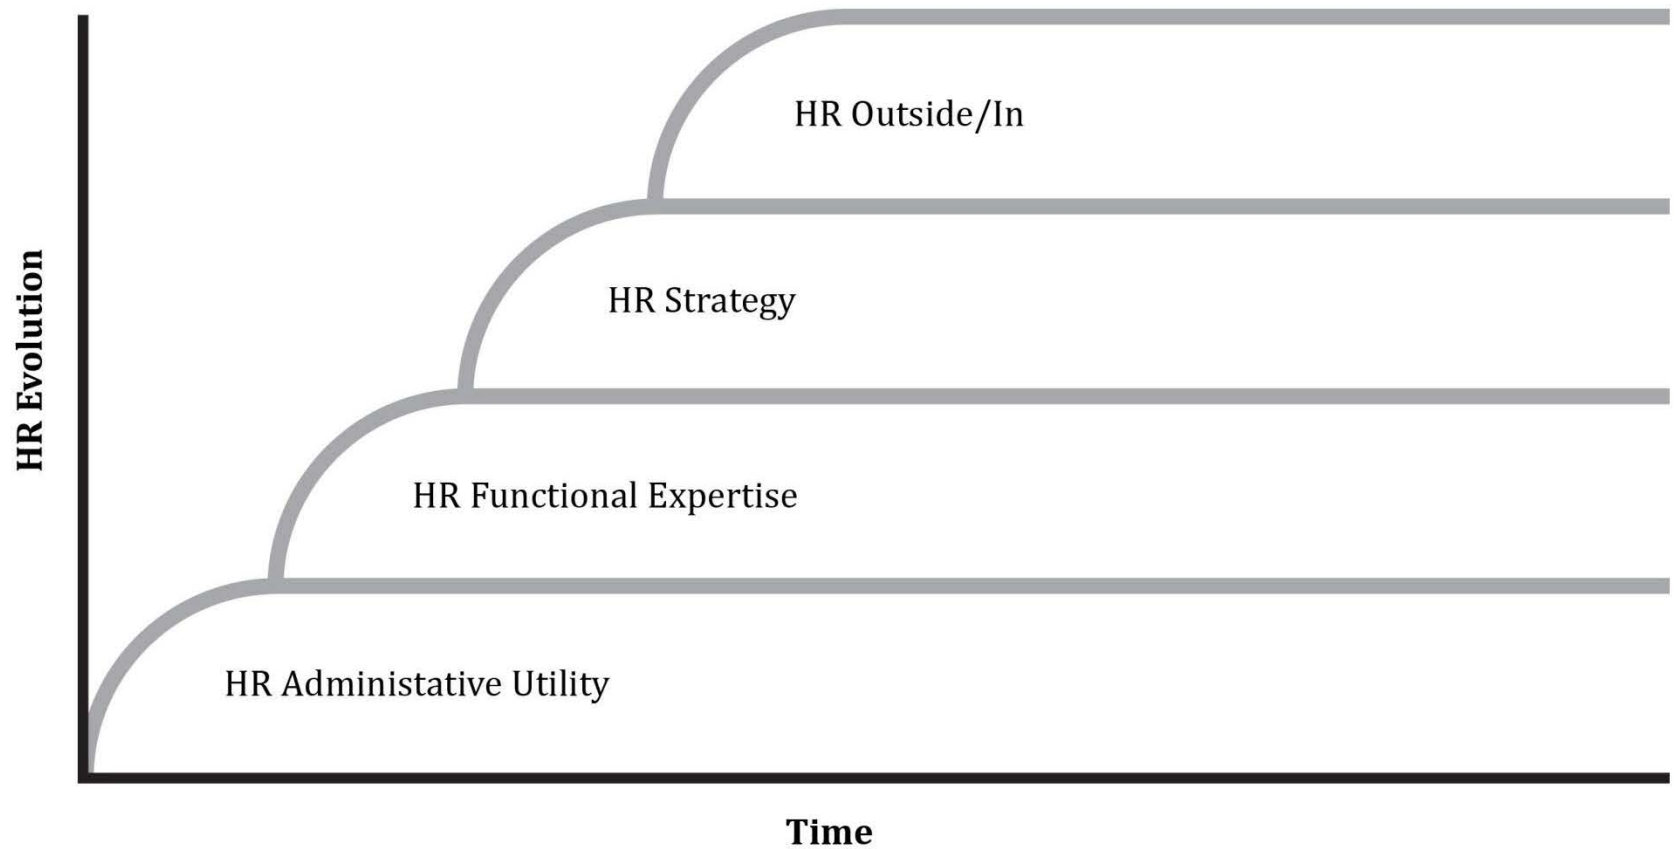 HR Outside/In
HR Strategy
HR Evolution
HR Functional Expertise
HR Administative Utility
Time